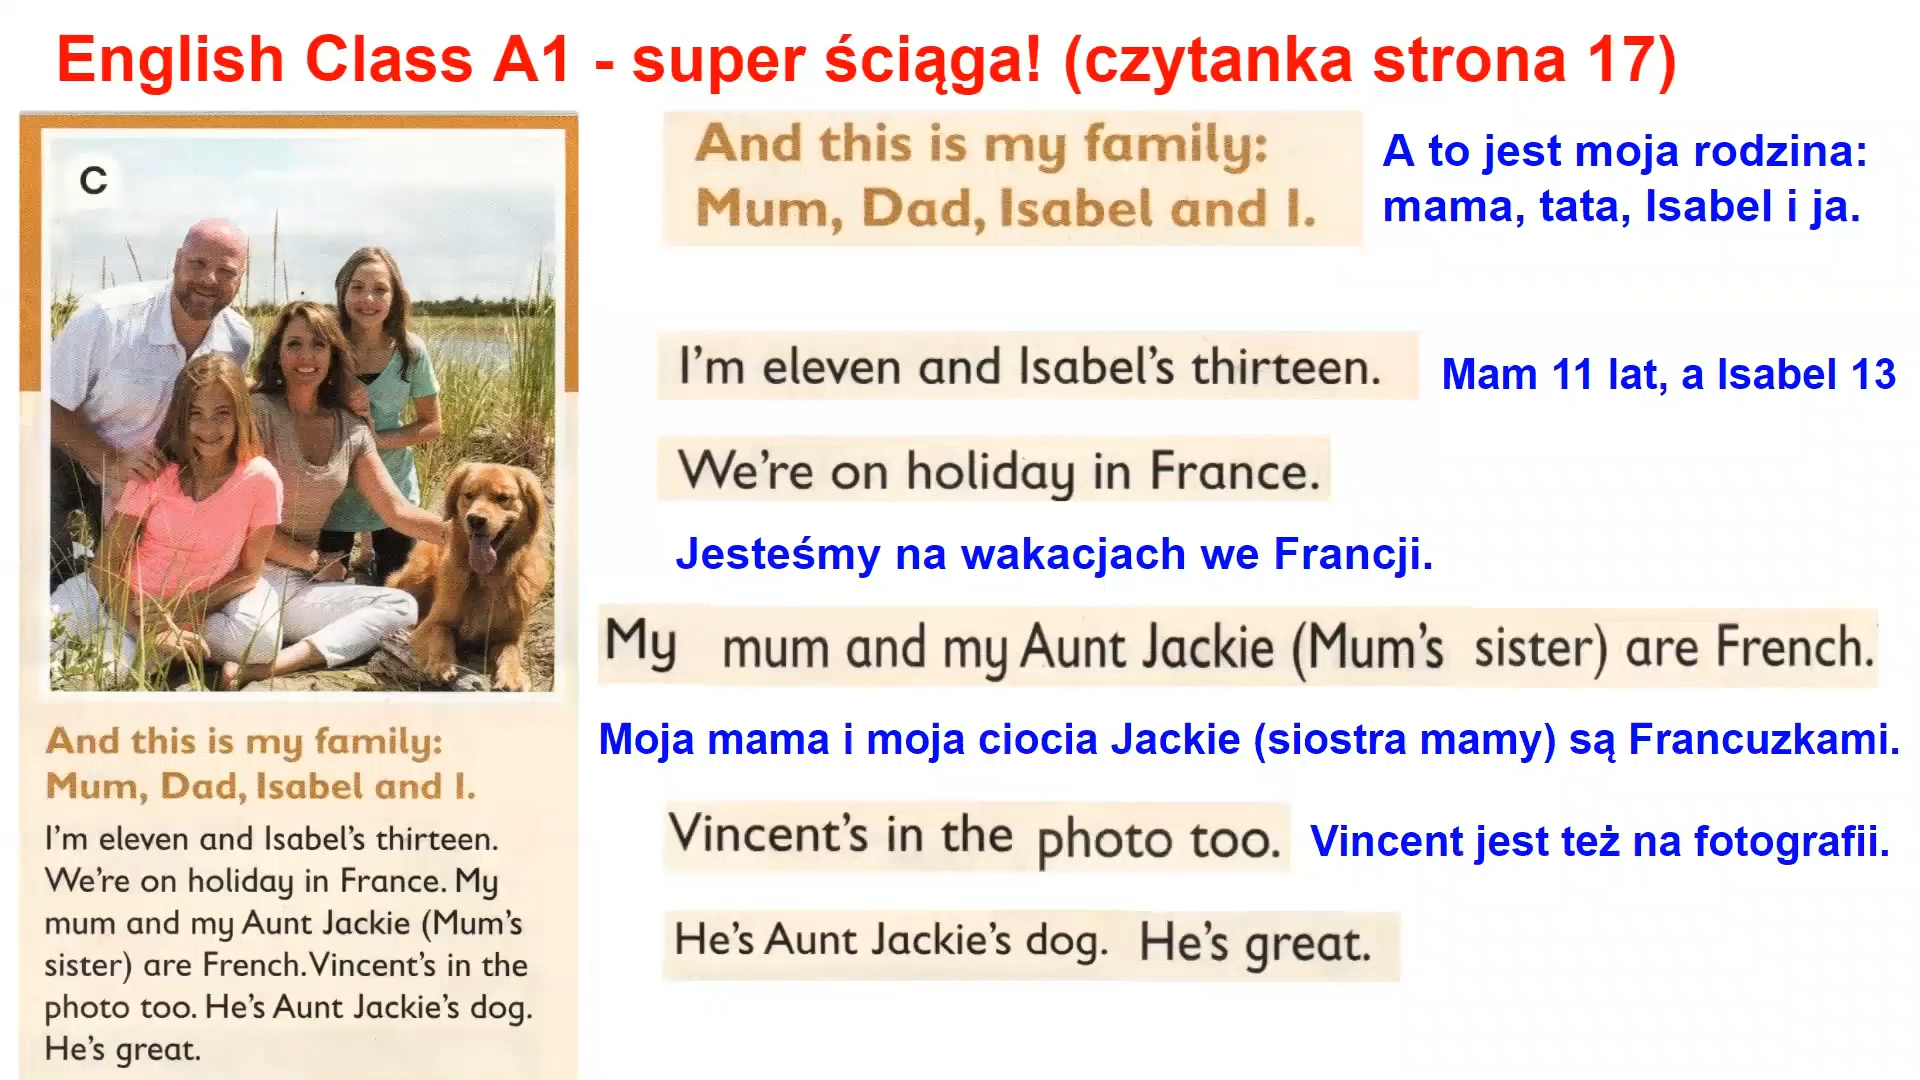 English Class A1 - super ściąga! (czytanka strona 17)
C
And this is my family:
Mum, Dad, Isabel and I.
I'm eleven and Isabel's thirteen.
We're on holiday in France. My
mum and my Aunt Jackie (Mum's
sister) are French. Vincent's in the
photo too. He's Aunt Jackie's dog.
He's great.
And this is my family:
Mum, Dad, Isabel and I.
A to jest moja rodzina:
mama, tata, Isabel i ja.
I'm eleven and Isabel's thirteen.
Mam 11 lat, a Isabel 13
We're on holiday in France.
Jesteśmy na wakacjach we Francji.
My mum and my Aunt Jackie (Mum's sister) are French.
Moja mama i moja ciocia Jackie (siostra mamy) są Francuzkami.
Vincent's in the photo too.
Vincent jest też na fotografii.
He's Aunt Jackie's dog. He's great.